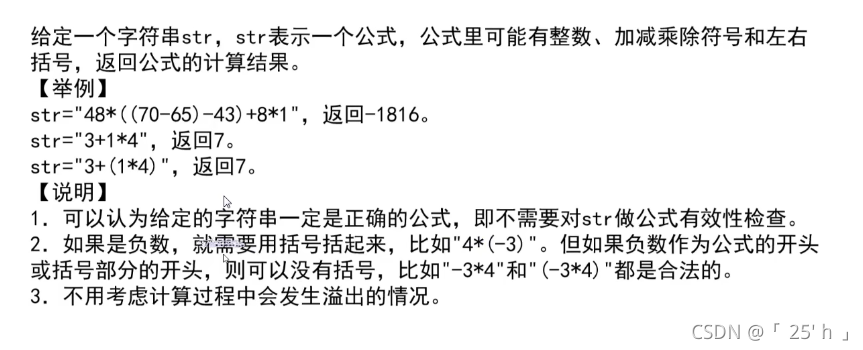 给定一个字符串str，str表示一个公式，公式里可能有整数、加减乘除符号和左右
括号，返回公式的计算结果。
【举例】
str="48*((70-65)-43)+8*1"，返回-1816。
str="3+1*4"，返回7。
str="3+(1*4)"，返回7。
【说明】
1．可以认为给定的字符串一定是正确的公式，即不需要对str做公式有效性检查。
2．如果是负数，就需要用括号括起来，比如"4*(-3)"。但如果负数作为公式的开头
或括号部分的开头，则可以没有括号，比如"-3*4"和"(-3*4)"都是合法的。
3．不用考虑计算过程中会发生溢出的情况。
CSDN @「 25' h 」